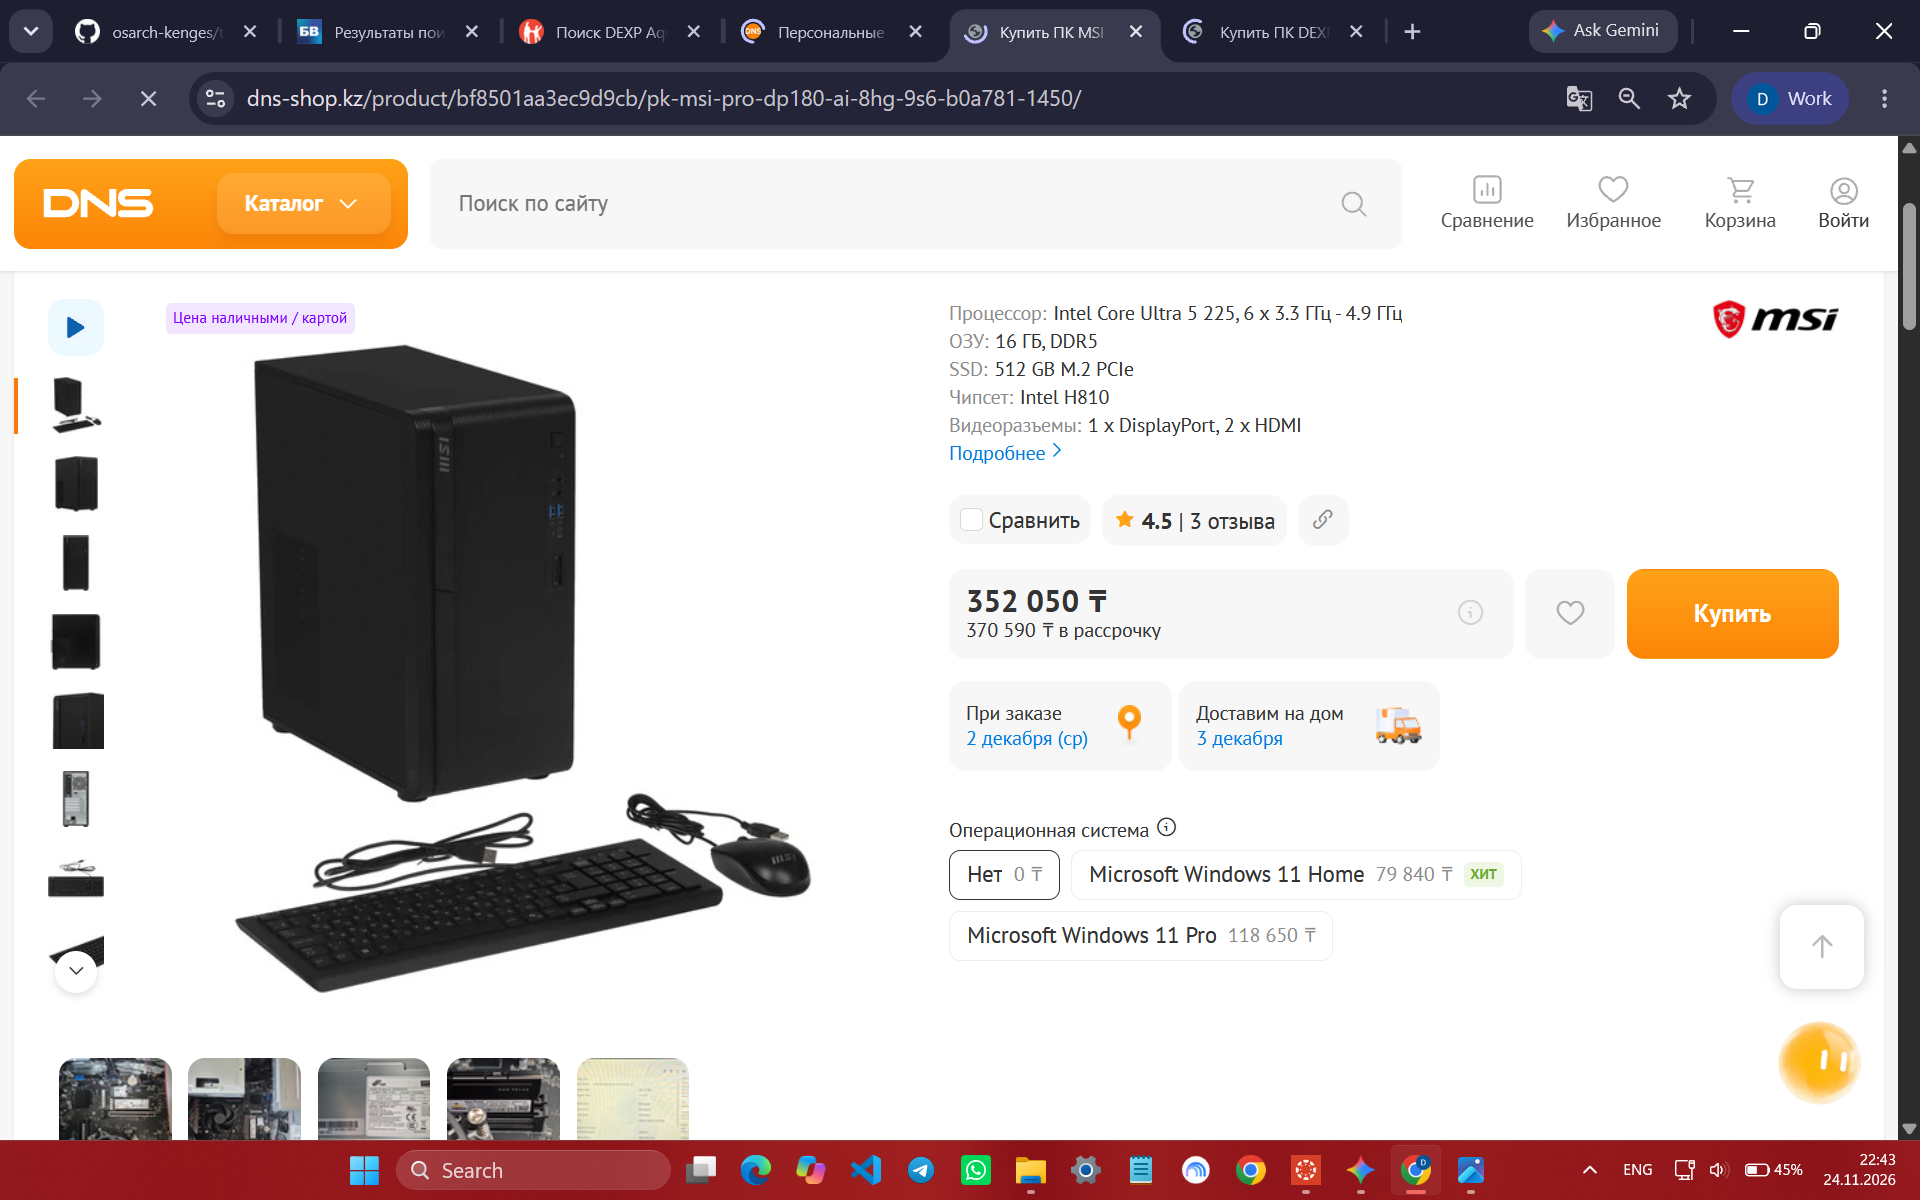 osarch-kenges/t
Результаты пои
Поиск DEXP Aq
Персональные
Купить ПК MSI
Купить ПК DEX
Ask Gemini
dns-shop.kz/product/bf8501aa3ec9d9cb/pk-msi-pro-dp180-ai-8hg-9s6-b0a781-1450/
D Work
DNS
Каталог
Поиск по сайту
Сравнение
Избранное
Корзина
Войти
Цена наличными / картой
Процессор: Intel Core Ultra 5 225, 6 x 3.3 ГГц - 4.9 ГГц
ОЗУ: 16 ГБ, DDR5
SSD: 512 GB M.2 PCIe
Чипсет: Intel H810
Видеоразъемы: 1 x DisplayPort, 2 x HDMI
Подробнее
msi
Сравнить
4.5 | 3 отзыва
352 050 ₸
370 590 ₸ в рассрочку
Купить
При заказе
2 декабря (ср)
Доставим на дом
3 декабря
Операционная система
Нет 0 ₸
Microsoft Windows 11 Home 79 840 ₸ ХИТ
Microsoft Windows 11 Pro 118 650 ₸
Search
ENG
45%
22:43
24.11.2026